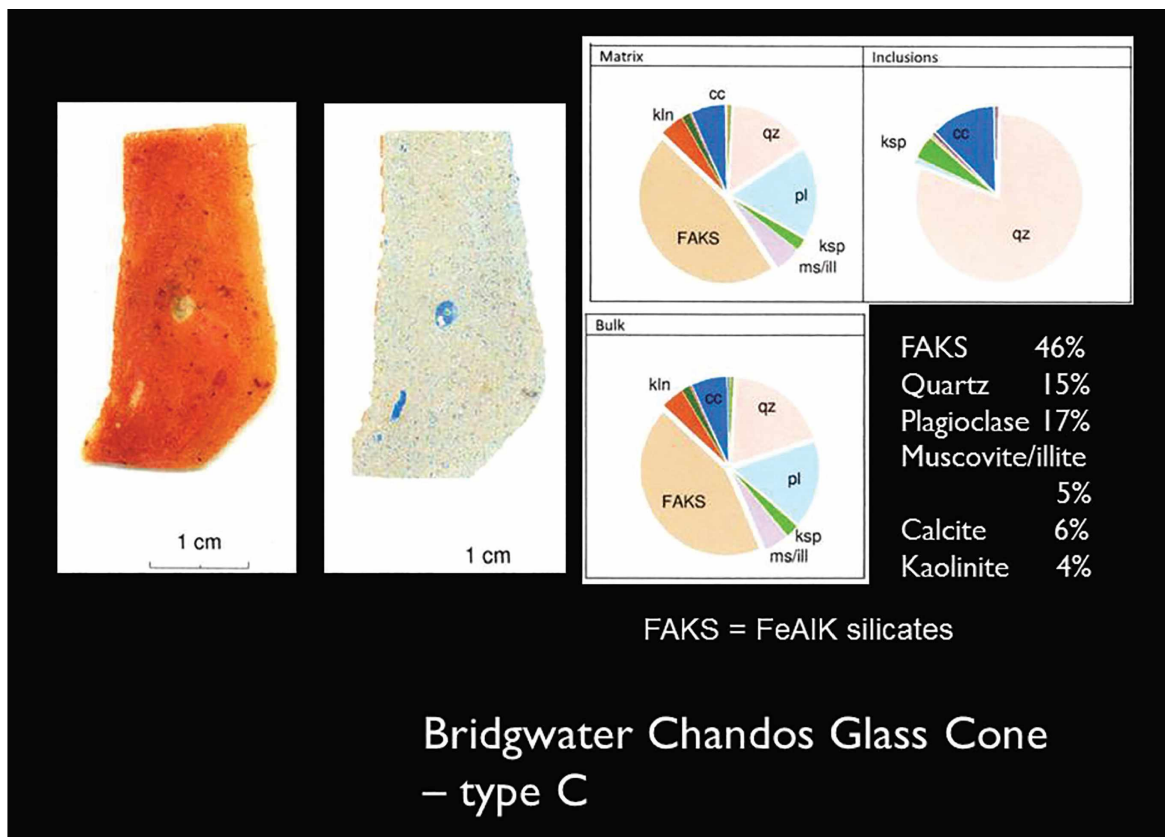 1 cm
1 cm
Matrix
cc
kln
qz
pl
FAKS
ksp
ms/ill
Inclusions
cc
ksp
qz
Bulk
kln
cc
qz
pl
FAKS
ksp
ms/ill
FAKS 46%
Quartz 15%
Plagioclase 17%
Muscovite/illite
5%
Calcite 6%
Kaolinite 4%
FAKS = FeAlK silicates
Bridgwater Chandos Glass Cone
– type C